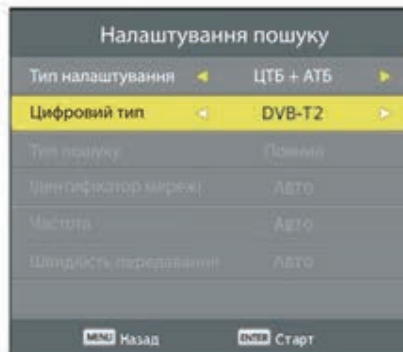 Налаштування пошуку
Тип налаштування ЦТБ + АТБ
Цифровий тип DVB-T2
Тип пошуку Повний
Ідентифікатор мережі Авто
Частота Авто
Швидкість передавання Авто
MENU Назад ENTER Старт